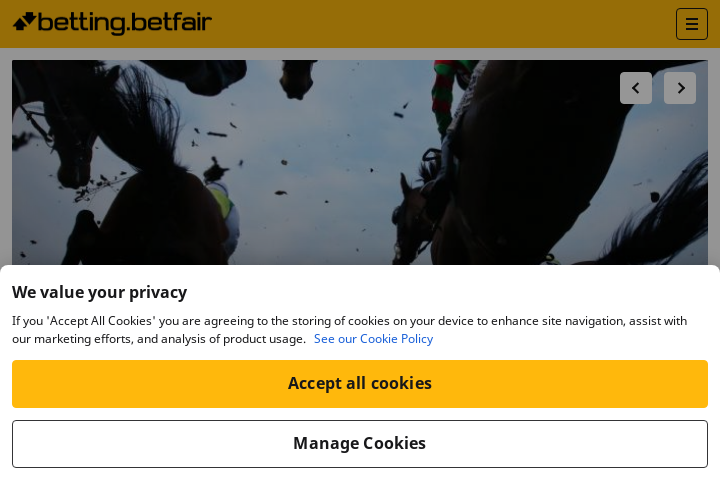 betting.betfair
We value your privacy
If you 'Accept All Cookies' you are agreeing to the storing of cookies on your device to enhance site navigation, assist with
our marketing efforts, and analysis of product usage. See our Cookie Policy
Accept all cookies
Manage Cookies